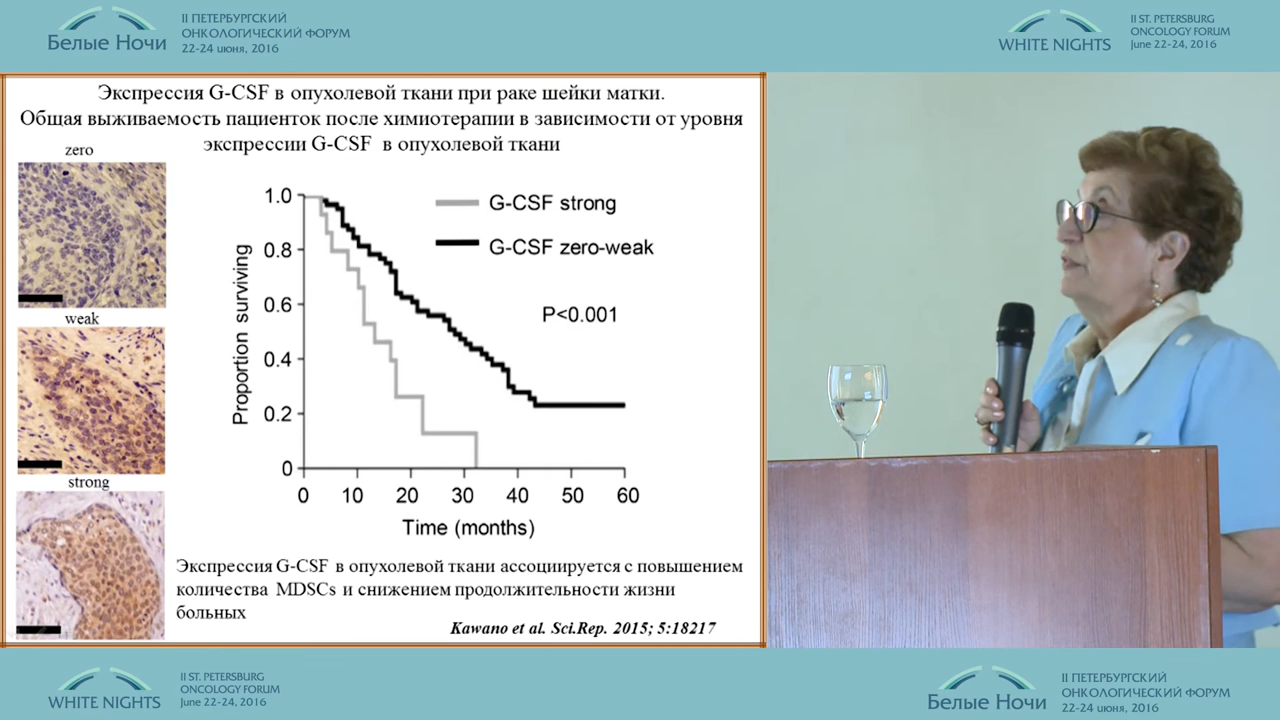 Белые Ночи
II ПЕТЕРБУРГСКИЙ
ОНКОЛОГИЧЕСКИЙ ФОРУМ
22-24 июня, 2016
WHITE NIGHTS
II ST. PETERSBURG
ONCOLOGY FORUM
June 22-24, 2016
Экспрессия G-CSF в опухолевой ткани при раке шейки матки.
Общая выживаемость пациенток после химиотерапии в зависимости от уровня
экспрессии G-CSF в опухолевой ткани
zero
weak
strong
Proportion surviving
1.0
0.8
0.6
0.4
0.2
0
G-CSF strong
G-CSF zero-weak
P<0.001
0 10 20 30 40 50 60
Time (months)
Экспрессия G-CSF в опухолевой ткани ассоциируется с повышением
количества MDSCs и снижением продолжительности жизни
больных
Kawano et al. Sci.Rep. 2015; 5:18217
WHITE NIGHTS
II ST. PETERSBURG
ONCOLOGY FORUM
June 22-24, 2016
Белые Ночи
II ПЕТЕРБУРГСКИЙ
ОНКОЛОГИЧЕСКИЙ ФОРУМ
22-24 июня, 2016